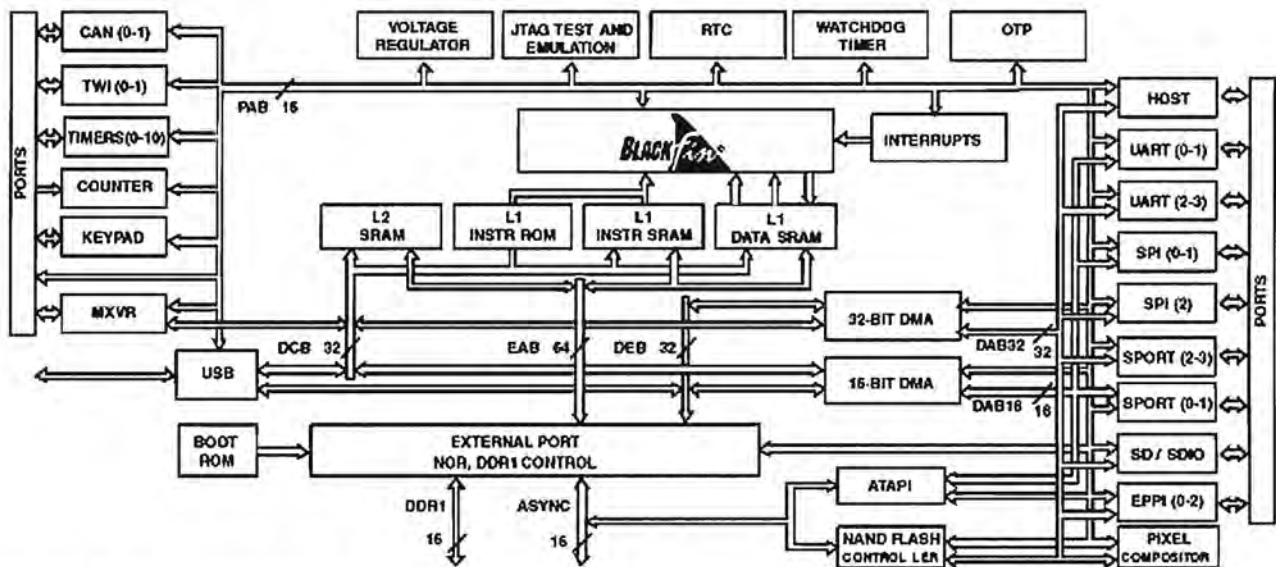 CAN (0-1)
TWI (0-1)
TIMERS(0-10)
COUNTER
KEYPAD
MXVR
PORTS
USB
BOOT
ROM
VOLTAGE
REGULATOR
JTAG TEST AND
EMULATION
RTC
WATCHDOG
TIMER
OTP
PAB 16
BLACKfin
INTERRUPTS
L2
SRAM
L1
INSTR ROM
L1
INSTR SRAM
L1
DATA SRAM
DCB 32
EAB 64
DEB 32
32-BIT DMA
16-BIT DMA
DAB32
32
DAB16
16
EXTERNAL PORT
NOR, DDR1 CONTROL
DDR1
16
ASYNC
16
ATAPI
NAND FLASH
CONTROL LER
HOST
UART (0-1)
UART (2-3)
SPI (0-1)
SPI (2)
SPORT (2-3)
SPORT (0-1)
SD / SDIO
EPPI (0-2)
PIXEL
COMPOSITOR
PORTS